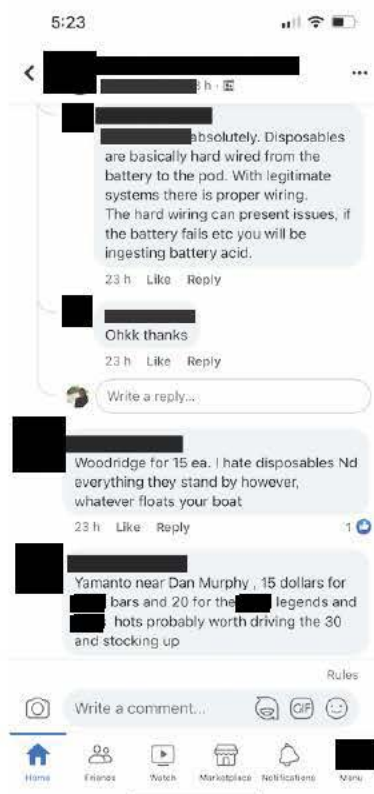 5:23
3 h
absolutely. Disposables
are basically hard wired from the
battery to the pod. With legitimate
systems there is proper wiring.
The hard wiring can present issues, if
the battery fails etc you will be
ingesting battery acid.
23 h Like Reply
Ohkk thanks
23 h Like Reply
Write a reply...
Woodridge for 15 ea. I hate disposables Nd
everything they stand by however,
whatever floats your boat
23 h Like Reply 1
Yamanto near Dan Murphy , 15 dollars for
bars and 20 for the legends and
hots probably worth driving the 30
and stocking up
Rules
Write a comment... GIF
Home Friends Watch Marketplace Notifications Menu